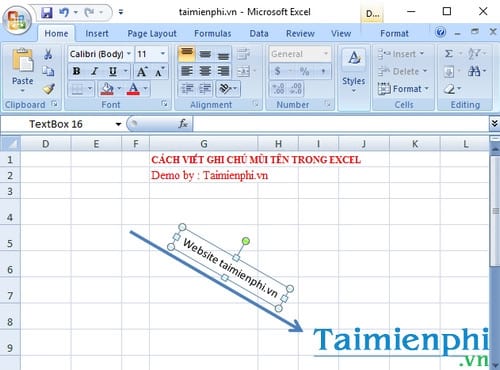 taimienphi.vn - Microsoft Excel
D...
Home
Insert
Page Layout
Formulas
Data
Review
View
Format
Paste
Calibri (Body)
11
B I U
A A
Styles
Insert
Delete
Format
Σ
Clipboard
Font
Alignment
Number
Cells
Editing
TextBox 16
fx
D E F G H I J K L
1 CÁCH VIẾT GHI CHÚ MŨI TÊN TRONG EXCEL
2 Demo by : Taimienphi.vn
3
4
5
Website taimienphi.vn
6
7
8
Taimienphi
9
.vn